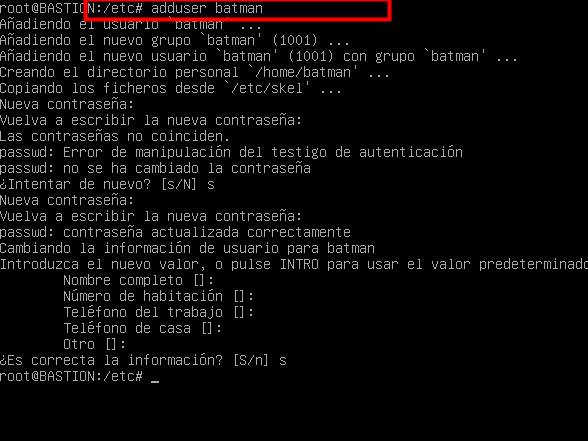 root@BASTION:/etc# adduser batman
Añadiendo el usuario `batman' ...
Añadiendo el nuevo grupo `batman' (1001) ...
Añadiendo el nuevo usuario `batman' (1001) con grupo `batman' ...
Creando el directorio personal `/home/batman' ...
Copiando los ficheros desde `/etc/skel' ...
Nueva contraseña:
Vuelva a escribir la nueva contraseña:
Las contraseñas no coinciden.
passwd: Error de manipulación del testigo de autenticación
passwd: no se ha cambiado la contraseña
¿Intentar de nuevo? [s/N] s
Nueva contraseña:
Vuelva a escribir la nueva contraseña:
passwd: contraseña actualizada correctamente
Cambiando la información de usuario para batman
Introduzca el nuevo valor, o pulse INTRO para usar el valor predeterminado
Nombre completo []:
Número de habitación []:
Teléfono del trabajo []:
Teléfono de casa []:
Otro []:
¿Es correcta la información? [S/n] s
root@BASTION:/etc# _